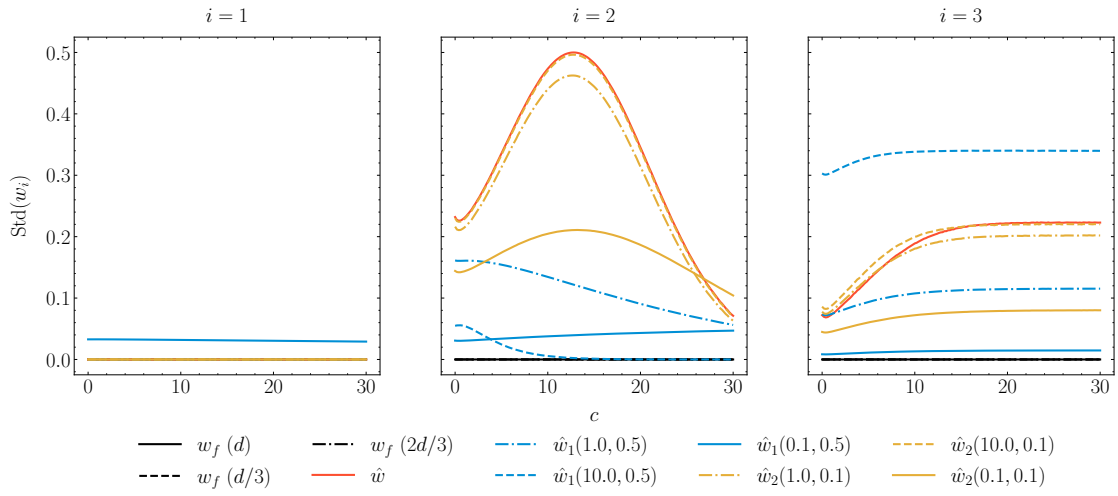 i = 1 i = 2 i = 3
0.5
0.4
0.3
0.2
0.1
0.0
Std(w_i)
0 10 20 30 0 10 20 30 0 10 20 30
c
w_f (d) w_f (2d/3) ŵ_1(1.0, 0.5) ŵ_1(0.1, 0.5) ŵ_2(10.0, 0.1)
w_f (d/3) ŵ ŵ_1(10.0, 0.5) ŵ_2(1.0, 0.1) ŵ_2(0.1, 0.1)